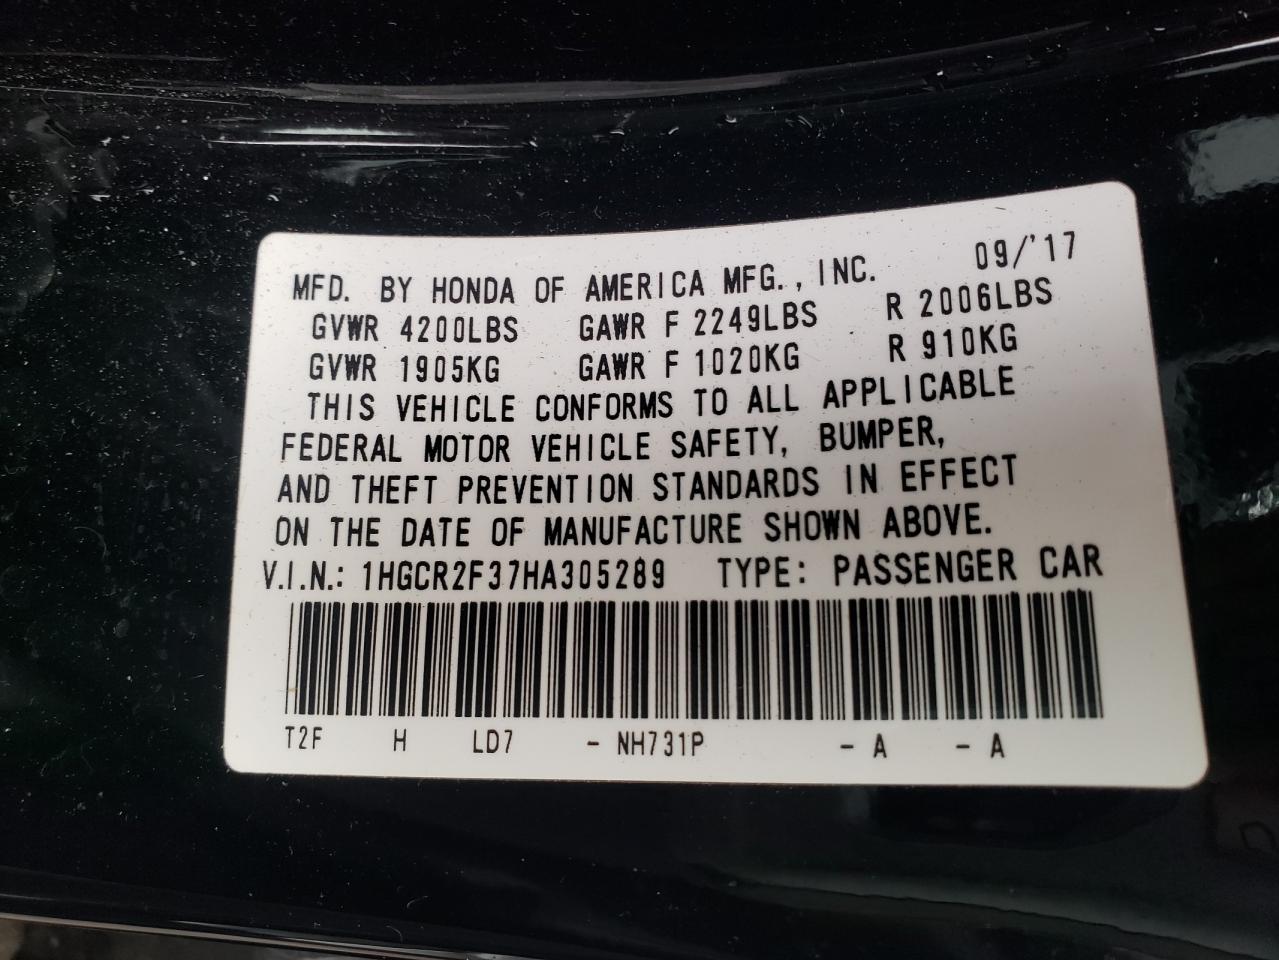 MFD. BY HONDA OF AMERICA MFG., INC. 09/'17
GVWR 4200LBS GAWR F 2249LBS R 2006LBS
GVWR 1905KG GAWR F 1020KG R 910KG
THIS VEHICLE CONFORMS TO ALL APPLICABLE
FEDERAL MOTOR VEHICLE SAFETY, BUMPER,
AND THEFT PREVENTION STANDARDS IN EFFECT
ON THE DATE OF MANUFACTURE SHOWN ABOVE.
V.I.N.: 1HGCR2F37HA305289 TYPE: PASSENGER CAR
T2F H LD7 - NH731P - A - A